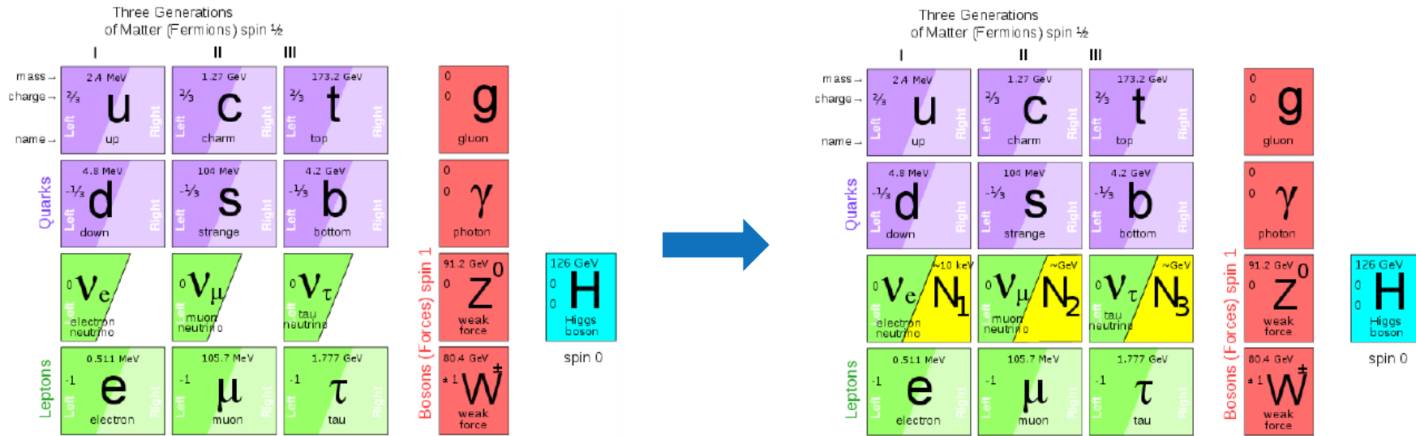 Three Generations
of Matter (Fermions) spin ½
I II III
mass→
charge→
name→
2.4 MeV
⅔
u
Left
Right
up
1.27 GeV
⅔
c
Left
Right
charm
173.2 GeV
⅔
t
Left
Right
top
0
0
g
gluon
Quarks
4.8 MeV
-⅓
d
Left
Right
down
104 MeV
-⅓
s
Left
Right
strange
4.2 GeV
-⅓
b
Left
Right
bottom
0
0
γ
photon
0
νe
Left
electron
neutrino
0
νμ
Left
muon
neutrino
0
ντ
Left
tau
neutrino
Bosons (Forces) spin 1
91.2 GeV
0
Z0
weak
force
126 GeV
0
0
H
Higgs
boson
spin 0
Leptons
0.511 MeV
-1
e
Left
Right
electron
105.7 MeV
-1
μ
Left
Right
muon
1.777 GeV
-1
τ
Left
Right
tau
80.4 GeV
±1
W±
weak
force
Three Generations
of Matter (Fermions) spin ½
I II III
mass→
charge→
name→
2.4 MeV
⅔
u
Left
Right
up
1.27 GeV
⅔
c
Left
Right
charm
173.2 GeV
⅔
t
Left
Right
top
0
0
g
gluon
Quarks
4.8 MeV
-⅓
d
Left
Right
down
104 MeV
-⅓
s
Left
Right
strange
4.2 GeV
-⅓
b
Left
Right
bottom
0
0
γ
photon
0
νe
Left
electron
neutrino
~10 keV
N1
0
νμ
Left
muon
neutrino
~GeV
N2
0
ντ
Left
tau
neutrino
~GeV
N3
Bosons (Forces) spin 1
91.2 GeV
0
Z0
weak
force
126 GeV
0
0
H
Higgs
boson
spin 0
Leptons
0.511 MeV
-1
e
Left
Right
electron
105.7 MeV
-1
μ
Left
Right
muon
1.777 GeV
-1
τ
Left
Right
tau
80.4 GeV
±1
W±
weak
force